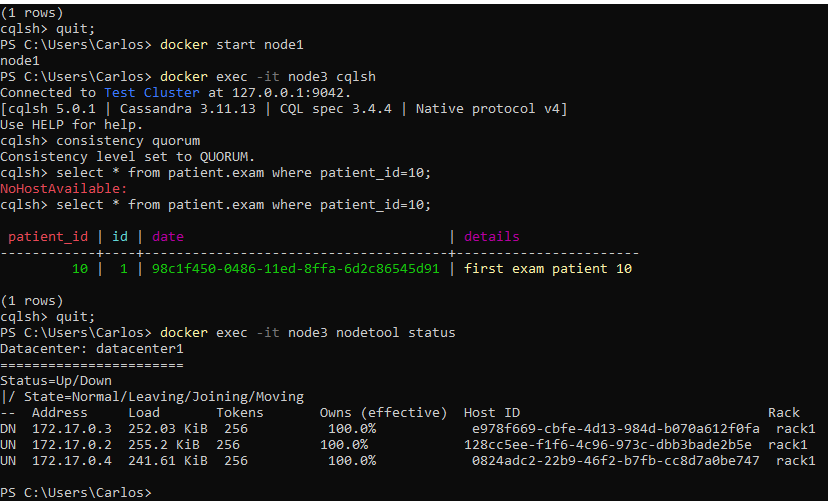 (1 rows)
cqlsh> quit;
PS C:\Users\Carlos> docker start node1
node1
PS C:\Users\Carlos> docker exec -it node3 cqlsh
Connected to Test Cluster at 127.0.0.1:9042.
[cqlsh 5.0.1 | Cassandra 3.11.13 | CQL spec 3.4.4 | Native protocol v4]
Use HELP for help.
cqlsh> consistency quorum
Consistency level set to QUORUM.
cqlsh> select * from patient.exam where patient_id=10;
NoHostAvailable:
cqlsh> select * from patient.exam where patient_id=10;
 patient_id | id | date                                 | details
------------+----+--------------------------------------+-----------------------
         10 |  1 | 98c1f450-0486-11ed-8ffa-6d2c86545d91 | first exam patient 10
(1 rows)
cqlsh> quit;
PS C:\Users\Carlos> docker exec -it node3 nodetool status
Datacenter: datacenter1
=======================
Status=Up/Down
|/ State=Normal/Leaving/Joining/Moving
--  Address     Load       Tokens       Owns (effective)  Host ID                               Rack
DN  172.17.0.3  252.03 KiB  256          100.0%            e978f669-cbfe-4d13-984d-b070a612f0fa  rack1
UN  172.17.0.2  255.2 KiB  256          100.0%            128cc5ee-f1f6-4c96-973c-dbb3bade2b5e  rack1
UN  172.17.0.4  241.61 KiB  256          100.0%            0824adc2-22b9-46f2-b7fb-cc8d7a0be747  rack1
PS C:\Users\Carlos>